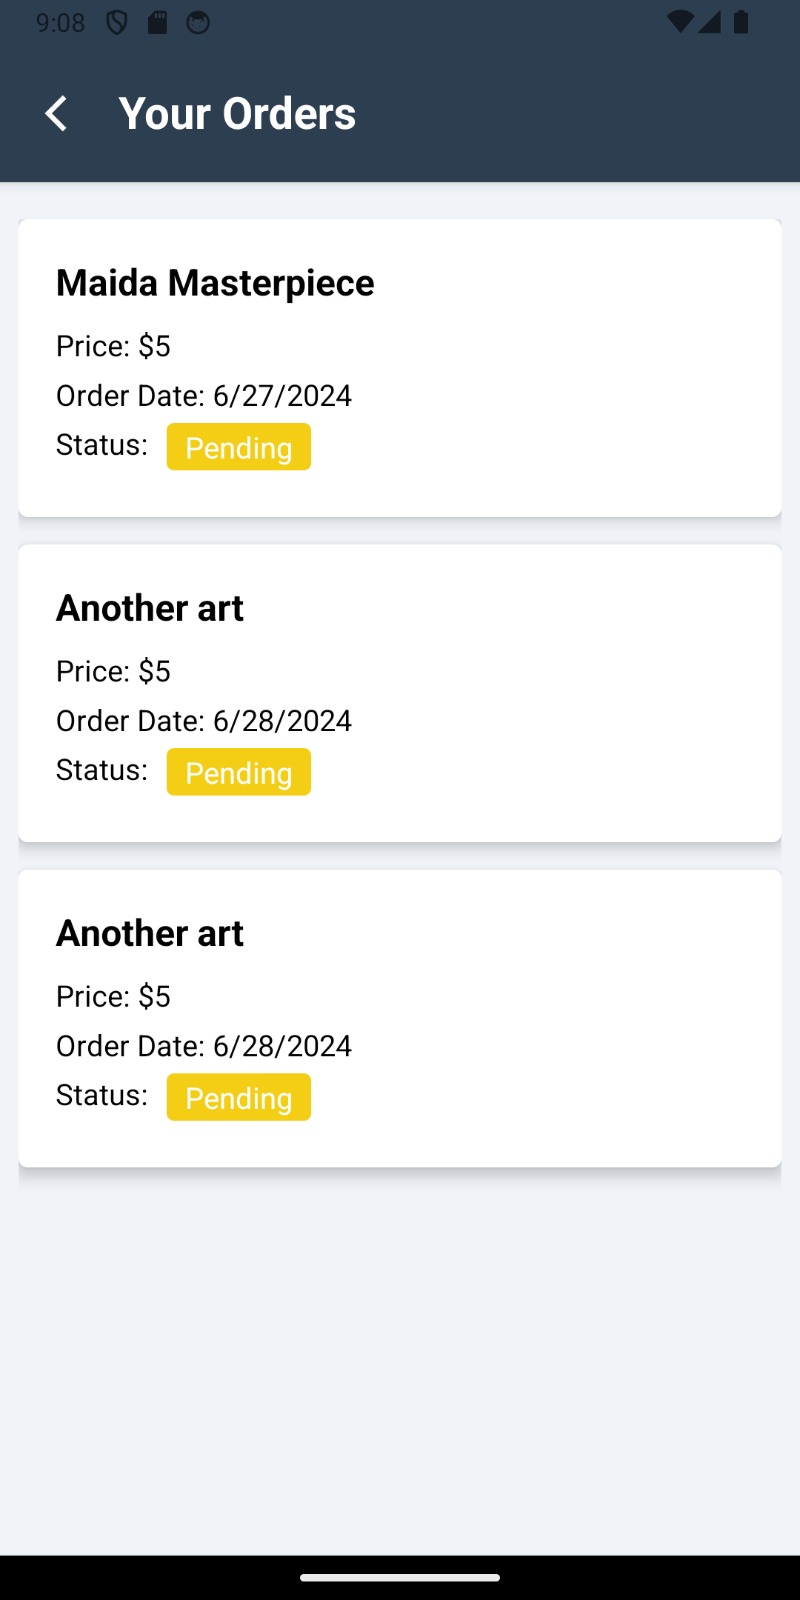 9:08
Your Orders
Maida Masterpiece
Price: $5
Order Date: 6/27/2024
Status: Pending
Another art
Price: $5
Order Date: 6/28/2024
Status: Pending
Another art
Price: $5
Order Date: 6/28/2024
Status: Pending